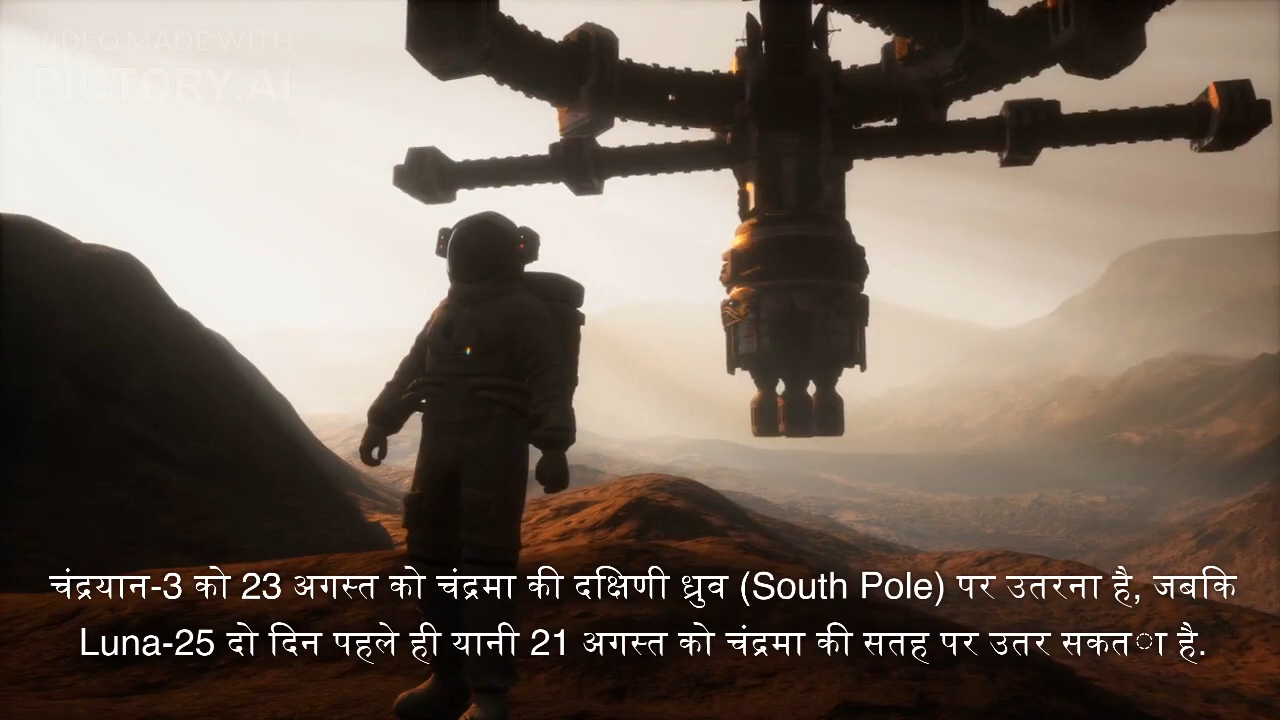 VIDEO MADE WITH
PICTORY.AI
चंद्रयान-3 को 23 अगस्त को चंद्रमा की दक्षिणी ध्रुव (South Pole) पर उतरना है, जबकि
Luna-25 दो दिन पहले ही यानी 21 अगस्त को चंद्रमा की सतह पर उतर सकत​ा है.